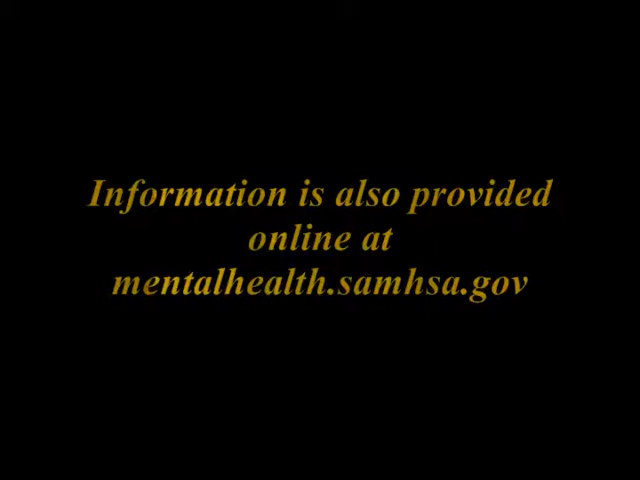 Information is also provided
online at
mentalhealth.samhsa.gov